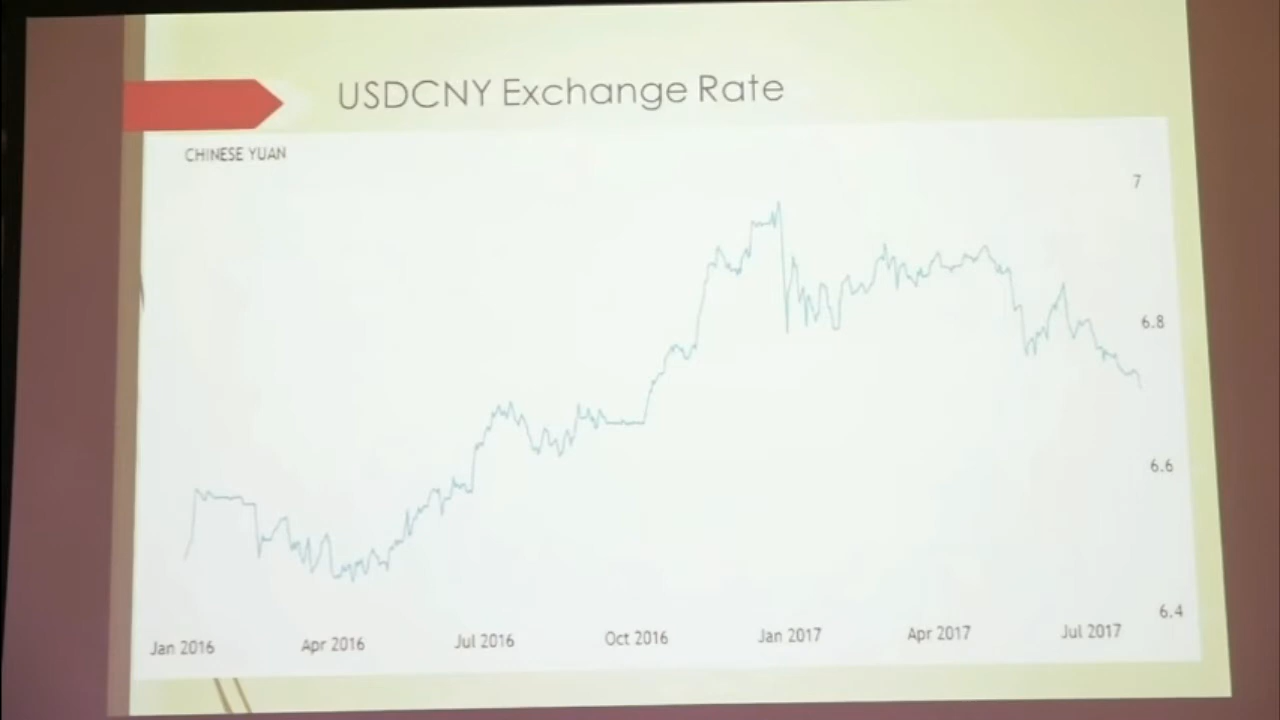 USDCNY Exchange Rate
CHINESE YUAN
7
6.8
6.6
6.4
Jan 2016 Apr 2016 Jul 2016 Oct 2016 Jan 2017 Apr 2017 Jul 2017